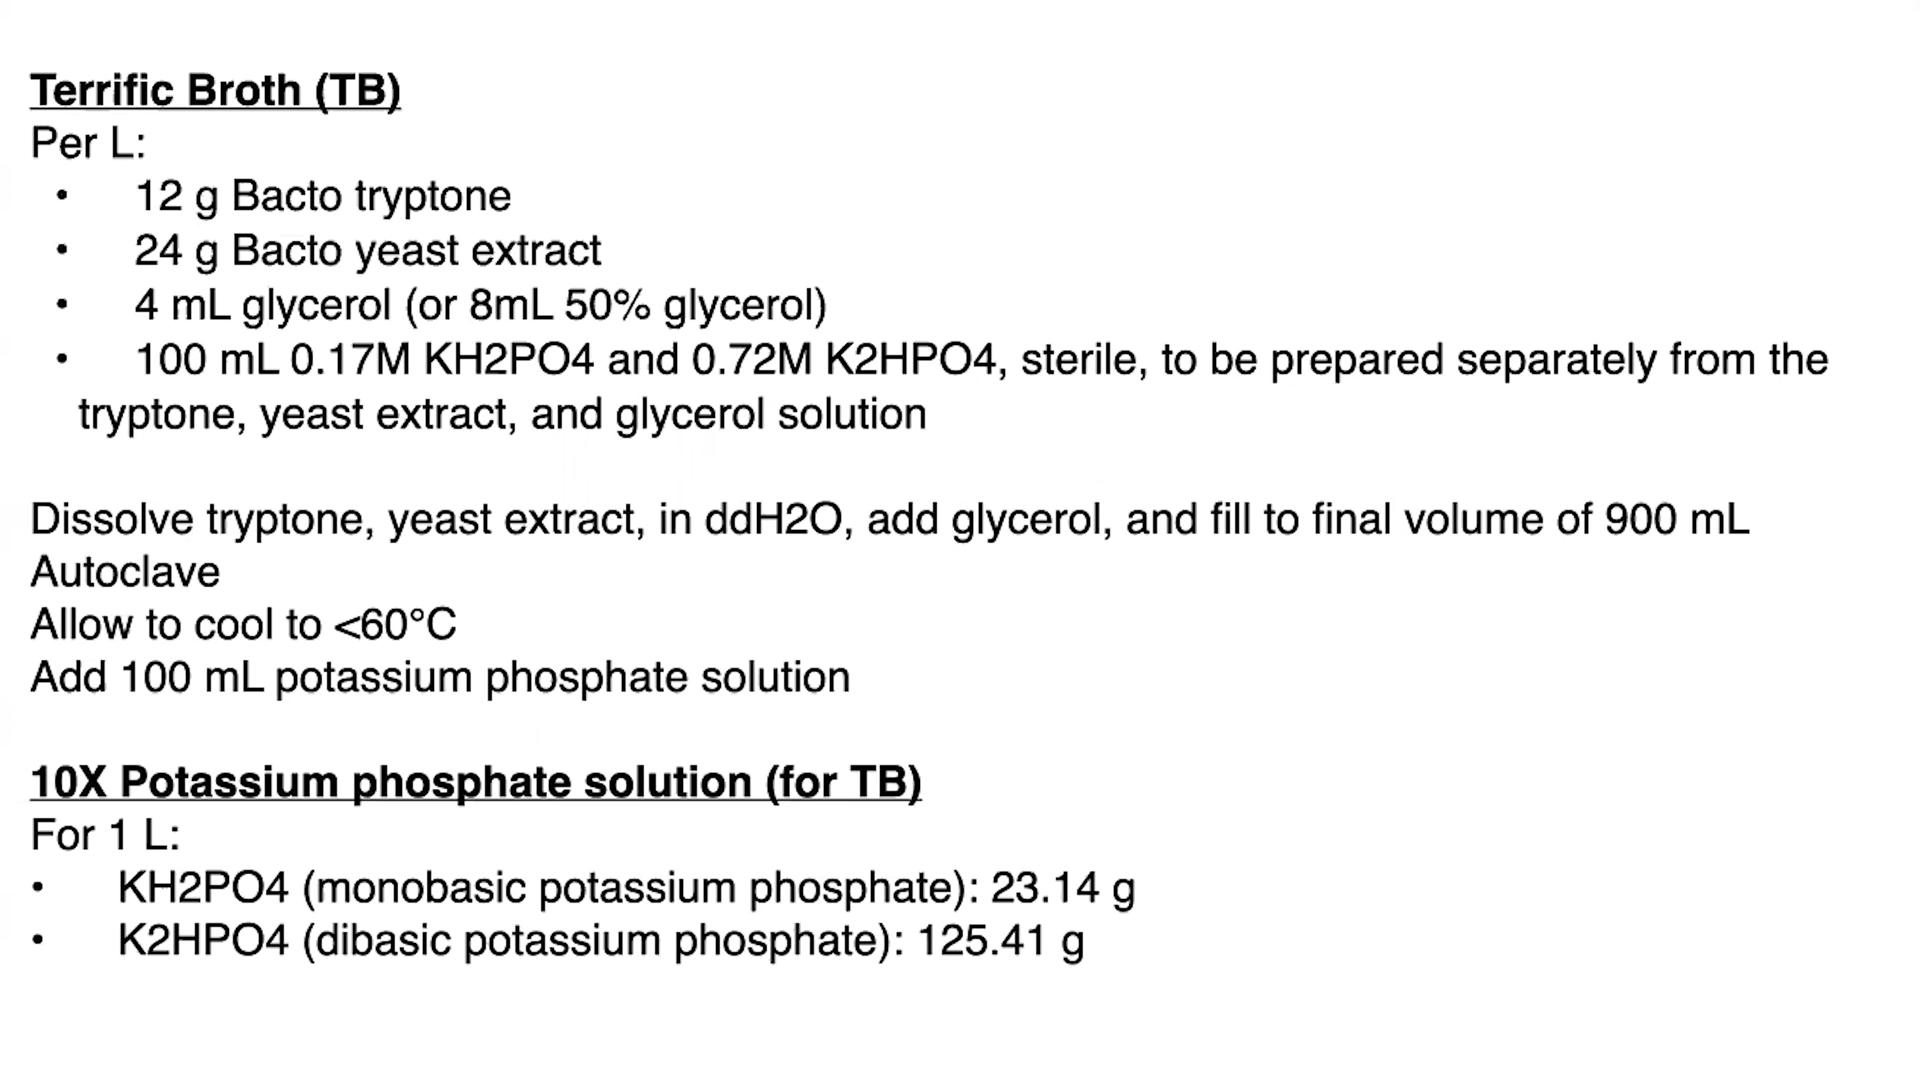 Terrific Broth (TB)
Per L:
• 12 g Bacto tryptone
• 24 g Bacto yeast extract
• 4 mL glycerol (or 8mL 50% glycerol)
• 100 mL 0.17M KH2PO4 and 0.72M K2HPO4, sterile, to be prepared separately from the
tryptone, yeast extract, and glycerol solution
Dissolve tryptone, yeast extract, in ddH2O, add glycerol, and fill to final volume of 900 mL
Autoclave
Allow to cool to <60°C
Add 100 mL potassium phosphate solution
10X Potassium phosphate solution (for TB)
For 1 L:
• KH2PO4 (monobasic potassium phosphate): 23.14 g
• K2HPO4 (dibasic potassium phosphate): 125.41 g